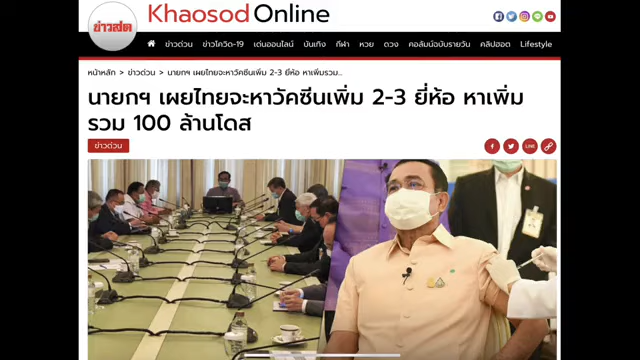 ข่าวสด
Khaosod Online
LINE
หน้าหลัก ข่าวด่วน ข่าวโควิด-19 เด่นออนไลน์ บันเทิง กีฬา หวย ดวง คอลัมน์ฉบับรายวัน คลิปฮอต Lifestyle
หน้าหลัก > ข่าวด่วน > นายกฯ เผยไทยจะหาวัคซีนเพิ่ม 2-3 ยี่ห้อ หาเพิ่มรวม...
นายกฯ เผยไทยจะหาวัคซีนเพิ่ม 2-3 ยี่ห้อ หาเพิ่ม
รวม 100 ล้านโดส
ข่าวด่วน
LINE